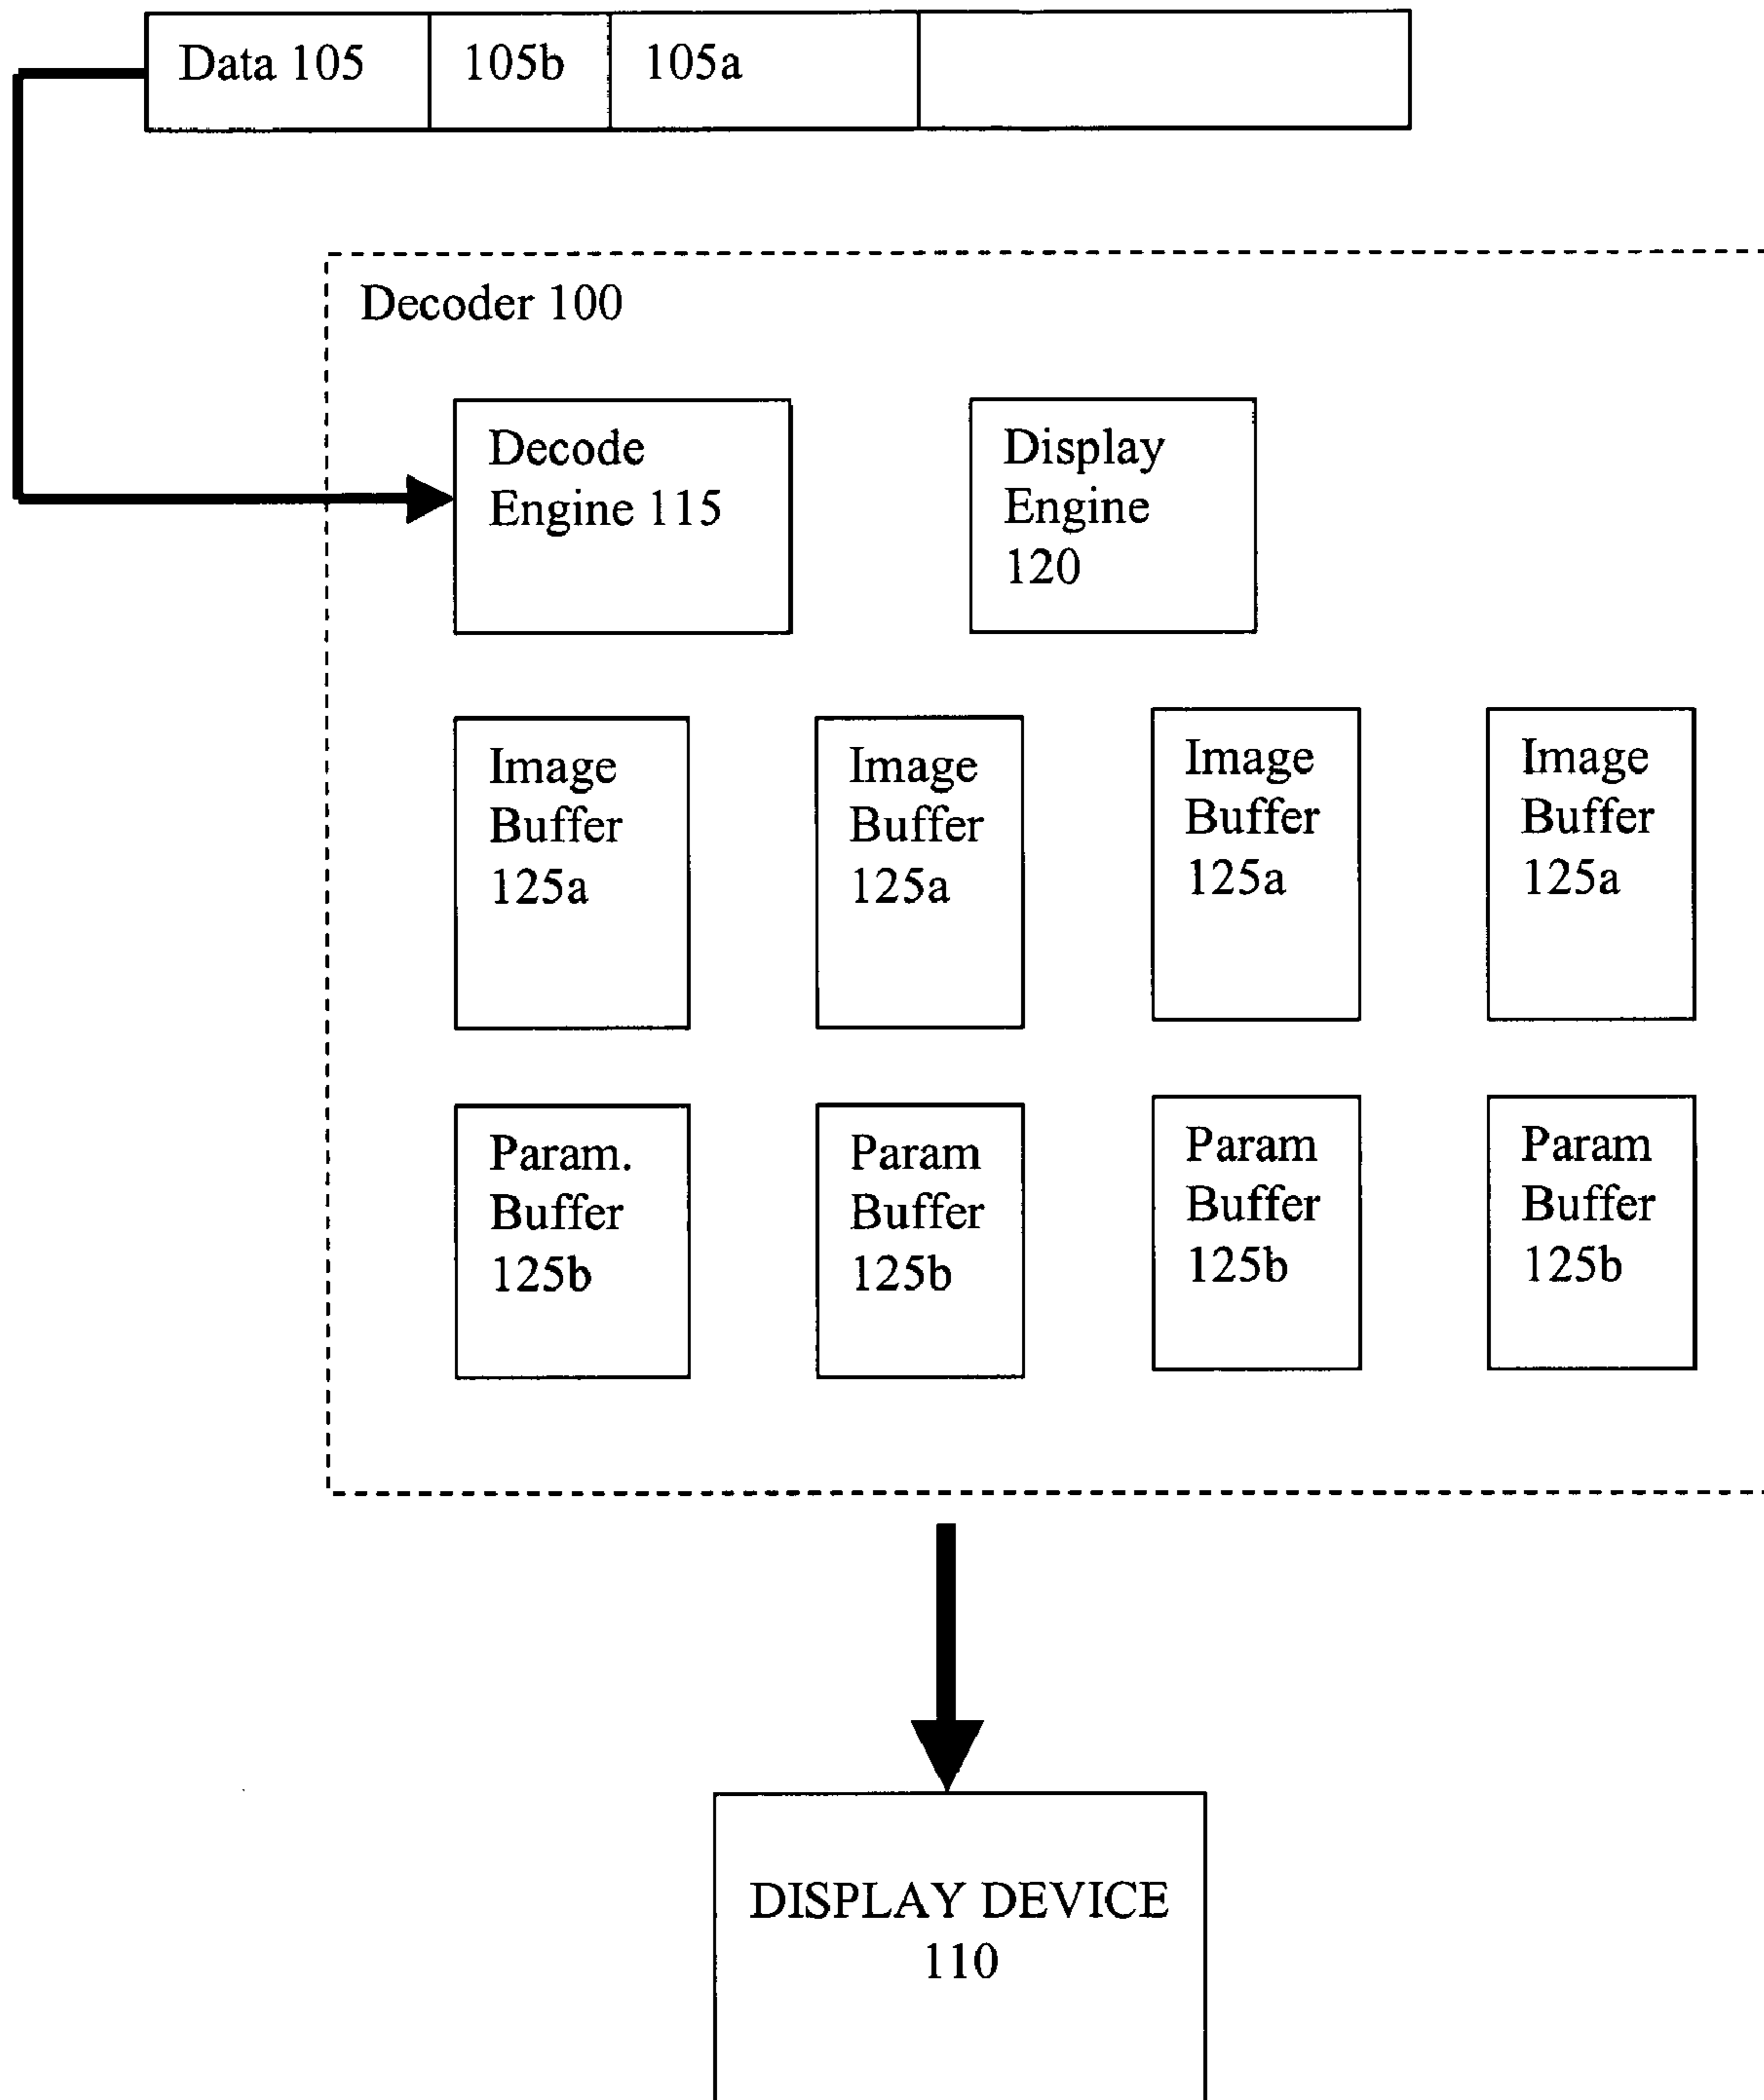 Data 105 105b 105a
Decoder 100
Decode
Engine 115
Display
Engine
120
Image
Buffer
125a
Image
Buffer
125a
Image
Buffer
125a
Image
Buffer
125a
Param.
Buffer
125b
Param
Buffer
125b
Param
Buffer
125b
Param
Buffer
125b
DISPLAY DEVICE
110